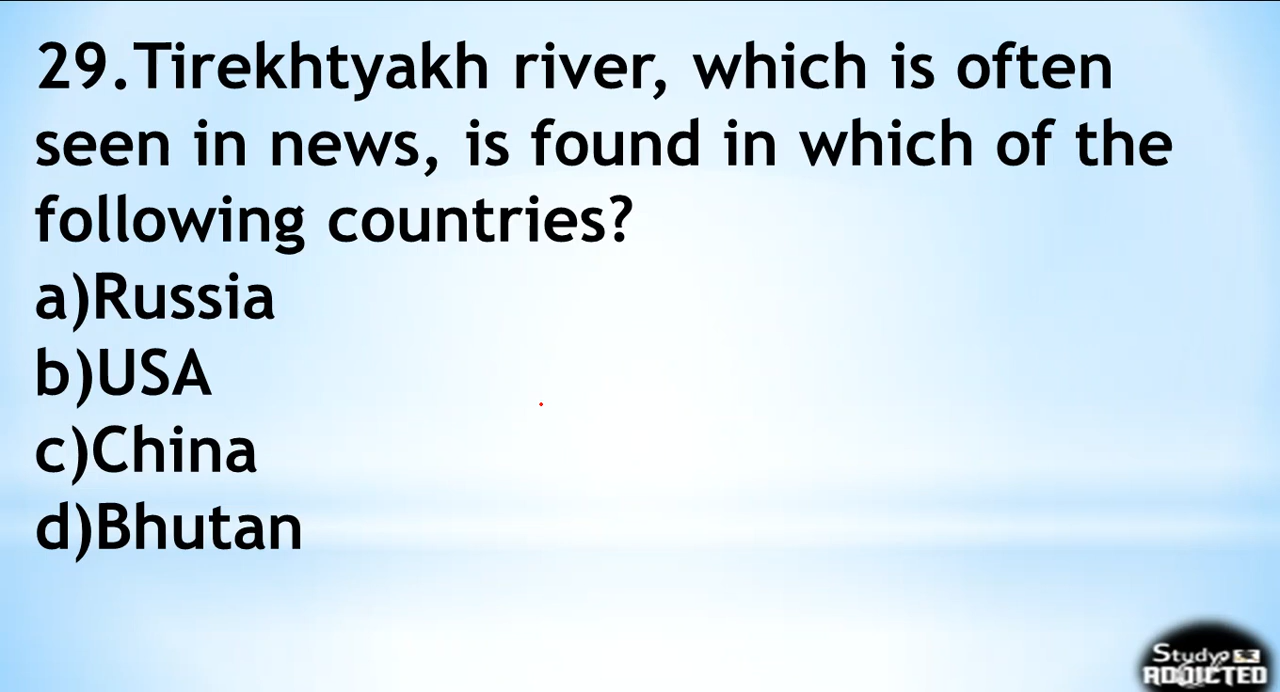 29.Tirekhtyakh river, which is often
seen in news, is found in which of the
following countries?
a)Russia
b)USA
c)China
d)Bhutan
Study
ADDICTED